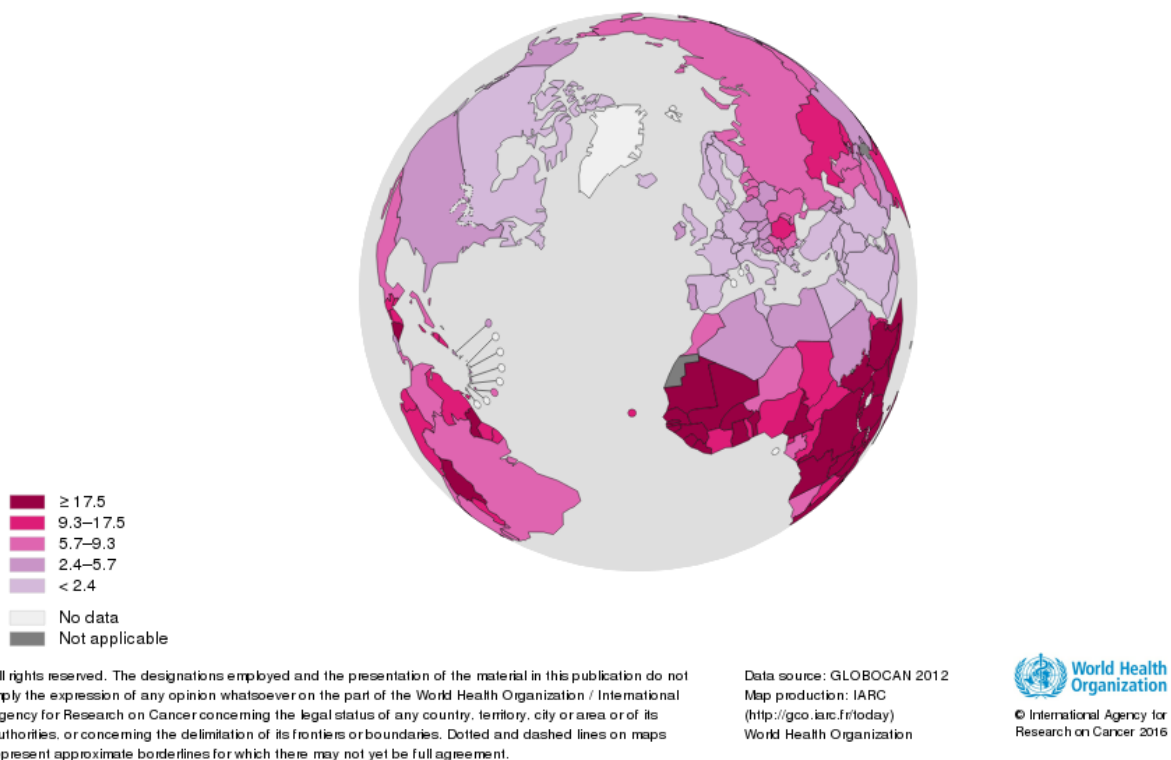 ≥ 17.5
9.3–17.5
5.7–9.3
2.4–5.7
< 2.4
No data
Not applicable
ll rights reserved. The designations employed and the presentation of the material in this publication do not
nply the expression of any opinion whatsoever on the part of the World Health Organization / International
gency for Research on Cancer concerning the legal status of any country, territory, city or area or of its
uthorities, or concerning the delimitation of its frontiers or boundaries. Dotted and dashed lines on maps
present approximate borderlines for which there may not yet be full agreement.
Data source: GLOBOCAN 2012
Map production: IARC
(http://gco.iarc.fr/today)
World Health Organization
World Health
Organization
© International Agency for
Research on Cancer 2016